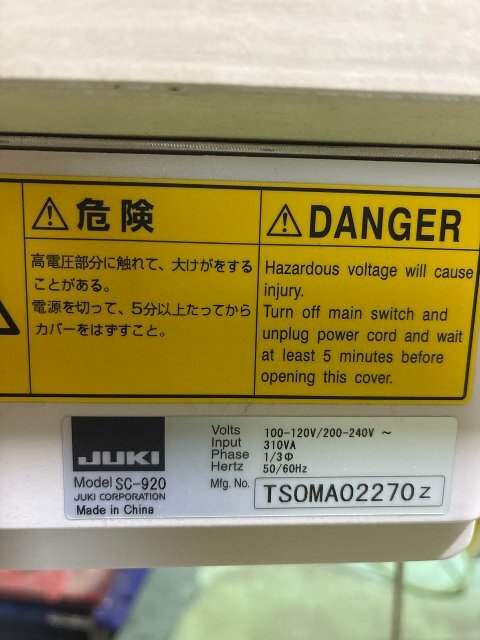 危険
高電圧部分に触れて、大けがをする
ことがある。
電源を切って、5分以上たってから
カバーをはずすこと。
DANGER
Hazardous voltage will cause
injury.
Turn off main switch and
unplug power cord and wait
at least 5 minutes before
opening this cover.
JUKI
Model SC-920
JUKI CORPORATION
Made in China
Volts 100-120V/200-240V ~
Input 310VA
Phase 1/3Φ
Hertz 50/60Hz
Mfg. No. TS0MA02270 Z